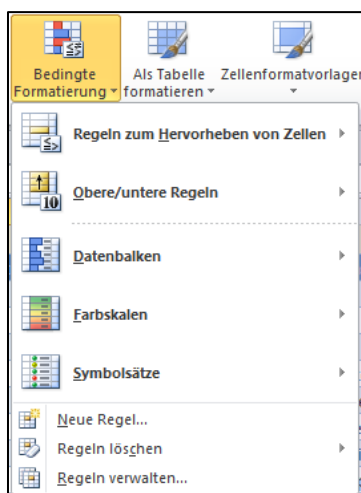 Bedingte Als Tabelle Zellenformatvorlagen
Formatierung formatieren
Regeln zum Hervorheben von Zellen
Obere/untere Regeln
10
Datenbalken
Farbskalen
Symbolsätze
Neue Regel...
Regeln löschen
Regeln verwalten...